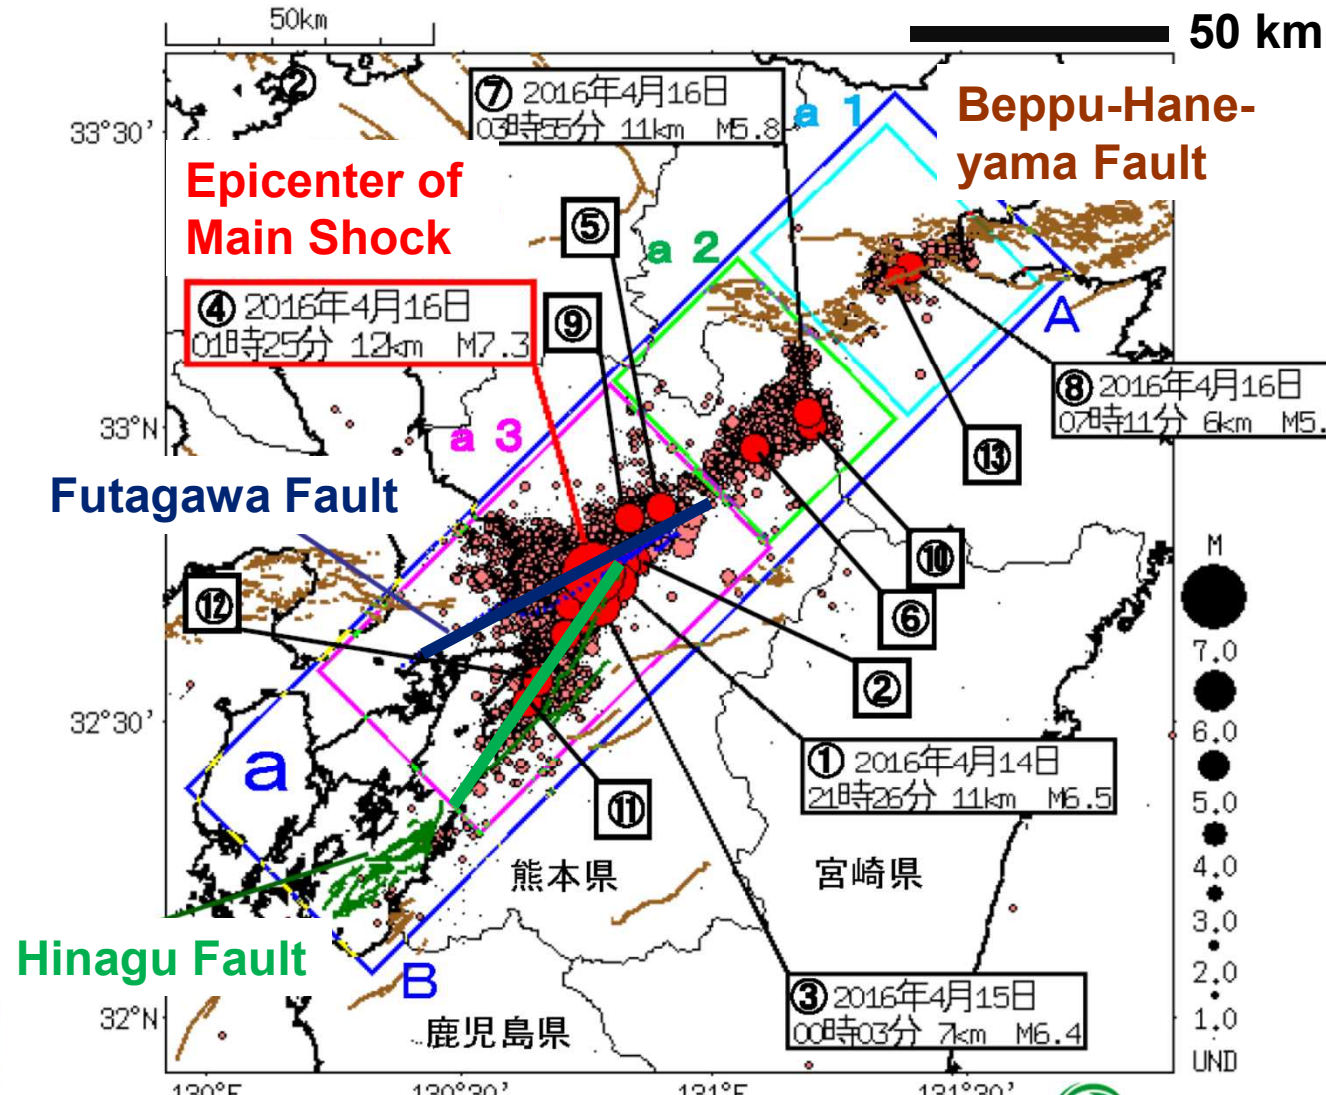 50km
50 km
②
⑦ 2016年4月16日
03時55分 11km M5.8
a 1
Beppu-Hane-
yama Fault
33°30'
Epicenter of
Main Shock
⑤
a 2
④ 2016年4月16日
01時25分 12km M7.3
⑨
A
⑧ 2016年4月16日
07時11分 6km M5.
33°N
a 3
⑬
Futagawa Fault
⑩
M
⑫
⑥
7.0
②
32°30'
6.0
a
① 2016年4月14日
21時26分 11km M6.5
5.0
⑪
4.0
熊本県
宮崎県
3.0
Hinagu Fault
B
2.0
③ 2016年4月15日
00時03分 7km M6.4
32°N
鹿児島県
1.0
UND